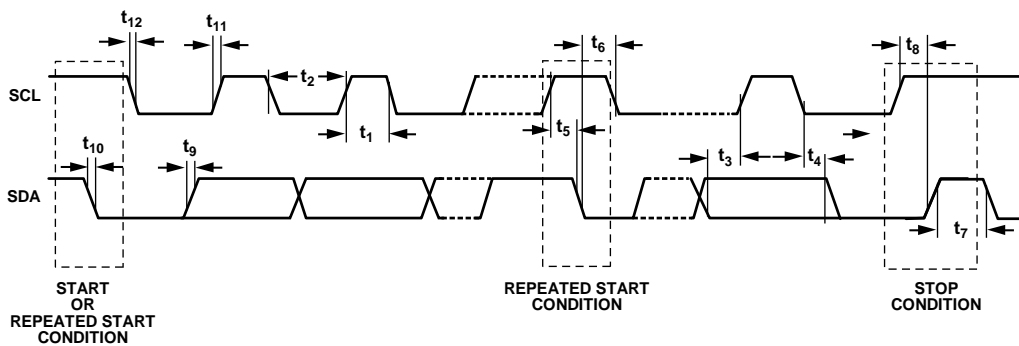 t12
t11
t6
t8
t2
SCL
t1
t5
t3
t4
t10
t9
SDA
t7
START
OR
REPEATED START
CONDITION
REPEATED START
CONDITION
STOP
CONDITION